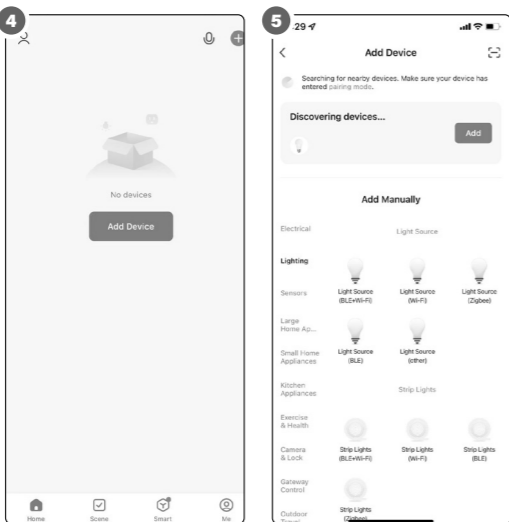 4
No devices
Add Device
Home
Scene
Smart
Me
5
:29
Add Device
Searching for nearby devices. Make sure your device has
entered pairing mode.
Discovering devices...
Add
Add Manually
Electrical
Lighting
Sensors
Large
Home Ap...
Small Home
Appliances
Kitchen
Appliances
Exercise
& Health
Camera
& Lock
Gateway
Control
Outdoor
Travel
Light Source
Light Source
(BLE+Wi-Fi)
Light Source
(Wi-Fi)
Light Source
(Zigbee)
Light Source
(BLE)
Light Source
(other)
Strip Lights
Strip Lights
(BLE+Wi-Fi)
Strip Lights
(Wi-Fi)
Strip Lights
(BLE)
Strip Lights
(Zigbee)